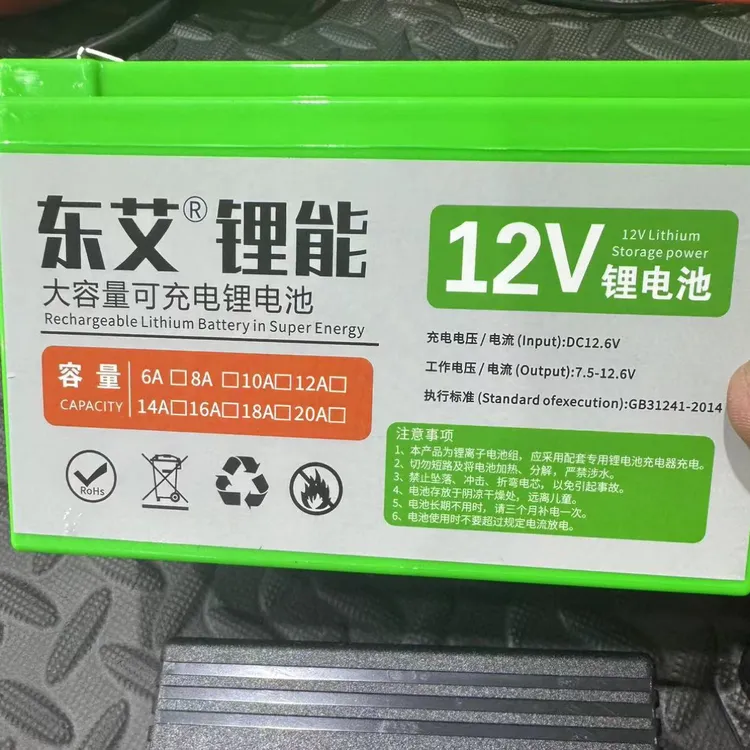 东艾®锂能
大容量可充电锂电池
Rechargeable Lithium Battery in Super Energy
容量
CAPACITY
6A □ 8A □10A□12A□
14A□16A□18A□20A□
RoHs
12V
12V Lithium
Storage power
锂电池
充电电压 / 电流 (Input):DC12.6V
工作电压 / 电流 (Output):7.5-12.6V
执行标准 (Standard ofexecution):GB31241-2014
注意事项
1、本产品为锂离子电池组，应采用配套专用锂电池充电器充电。
2、切勿短路及将电池加热、分解，严禁涉水。
3、禁止坠落、冲击、折弯电芯，以免引起事故。
4、电池存放于阴凉干燥处，远离儿童。
5、电池长期不用时，请三个月补电一次。
6、电池使用时不要超过规定电流放电。